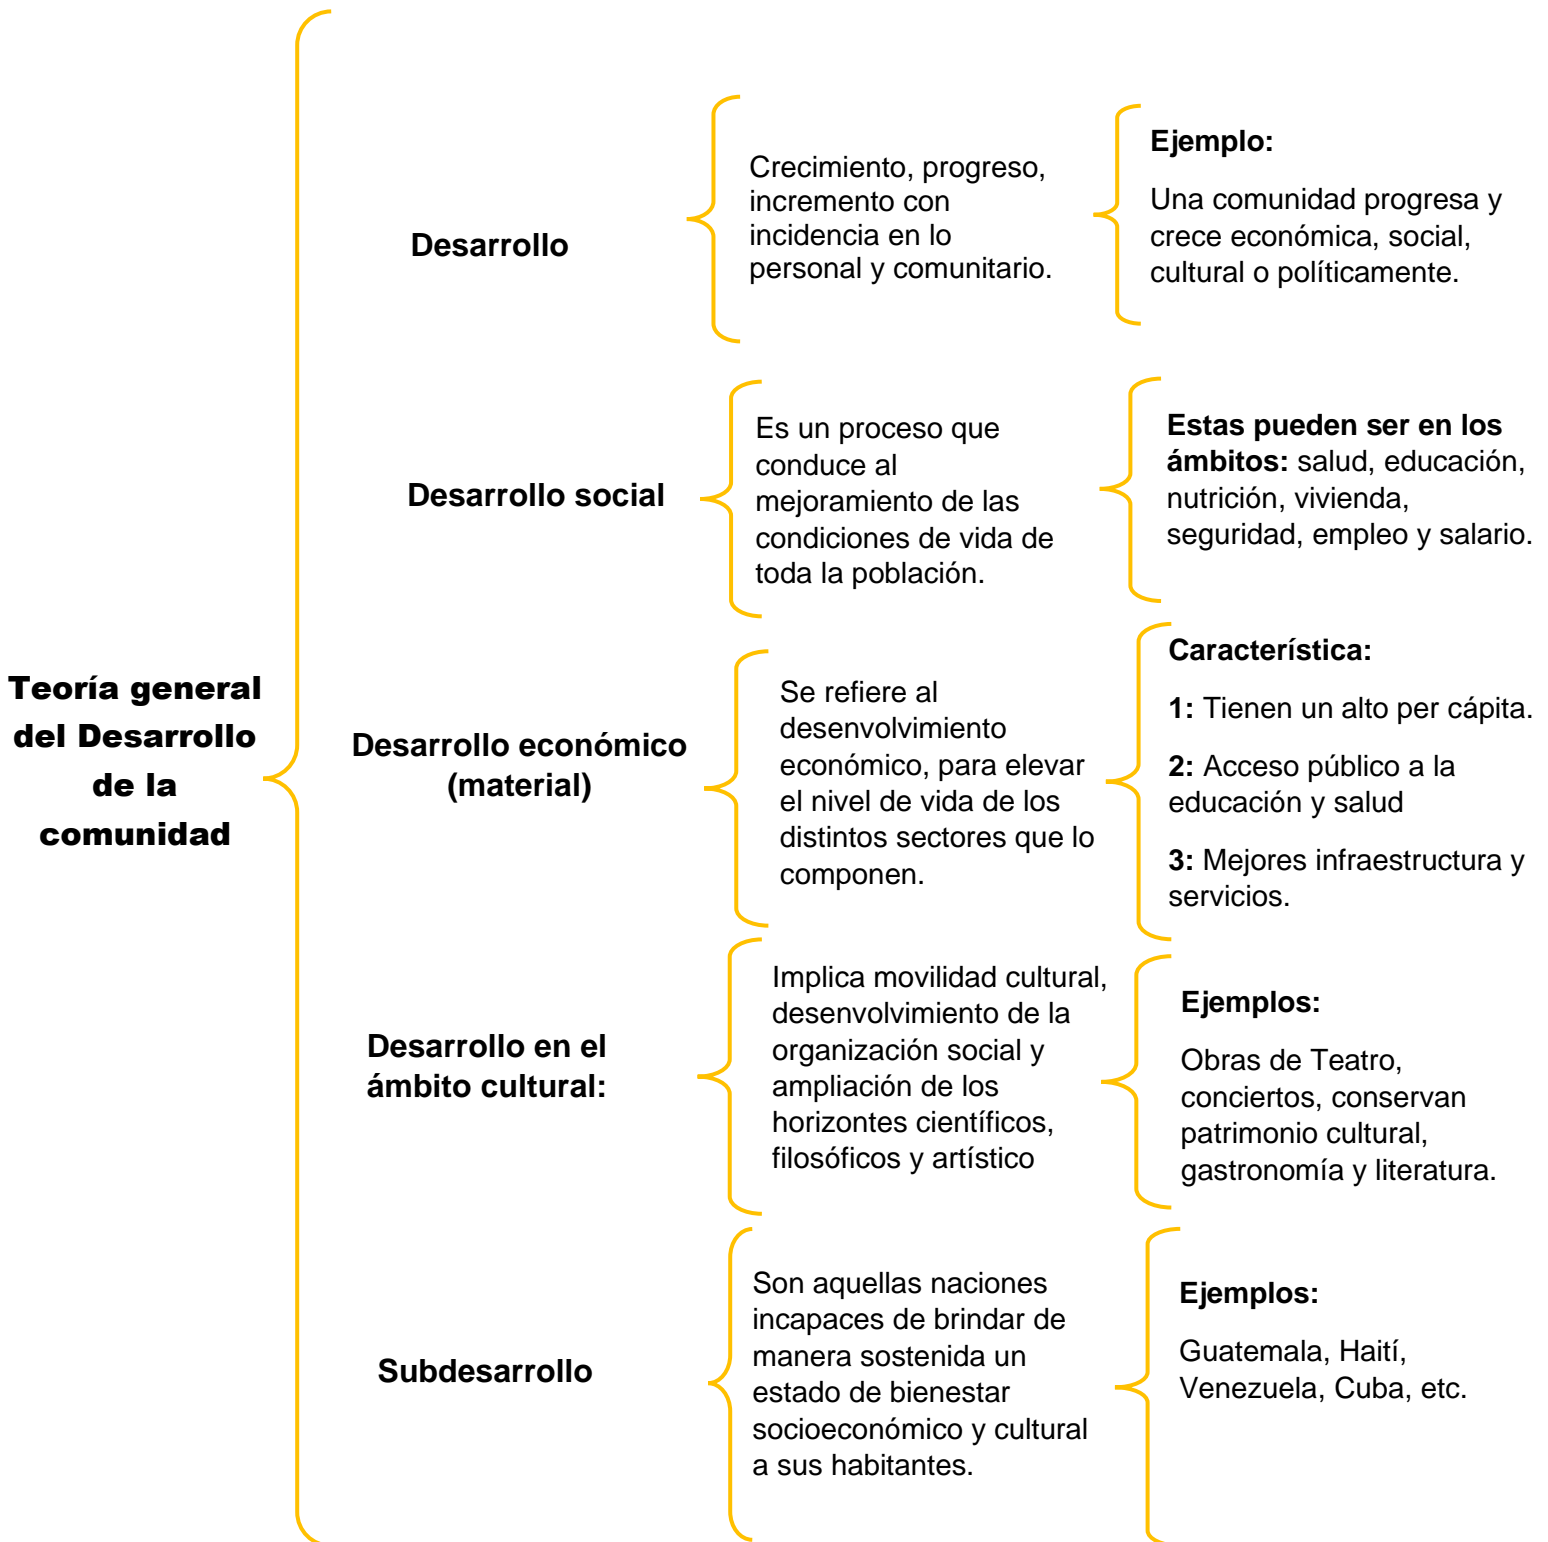 Teoría general
del Desarrollo
de la
comunidad
Desarrollo
Crecimiento, progreso,
incremento con
incidencia en lo
personal y comunitario.
Ejemplo:
Una comunidad progresa y
crece económica, social,
cultural o políticamente.
Desarrollo social
Es un proceso que
conduce al
mejoramiento de las
condiciones de vida de
toda la población.
Estas pueden ser en los
ámbitos: salud, educación,
nutrición, vivienda,
seguridad, empleo y salario.
Desarrollo económico
(material)
Se refiere al
desenvolvimiento
económico, para elevar
el nivel de vida de los
distintos sectores que lo
componen.
Característica:
1: Tienen un alto per cápita.
2: Acceso público a la
educación y salud
3: Mejores infraestructura y
servicios.
Desarrollo en el
ámbito cultural:
Implica movilidad cultural,
desenvolvimiento de la
organización social y
ampliación de los
horizontes científicos,
filosóficos y artístico
Ejemplos:
Obras de Teatro,
conciertos, conservan
patrimonio cultural,
gastronomía y literatura.
Subdesarrollo
Son aquellas naciones
incapaces de brindar de
manera sostenida un
estado de bienestar
socioeconómico y cultural
a sus habitantes.
Ejemplos:
Guatemala, Haití,
Venezuela, Cuba, etc.